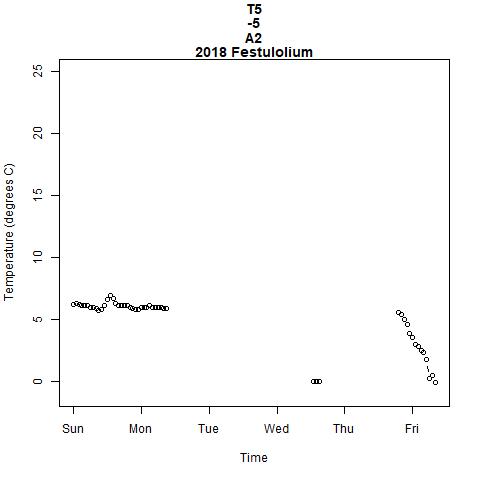 T5
-5
A2
2018 Festulolium
Temperature (degrees C)
25
20
15
10
5
0
Sun Mon Tue Wed Thu Fri
Time